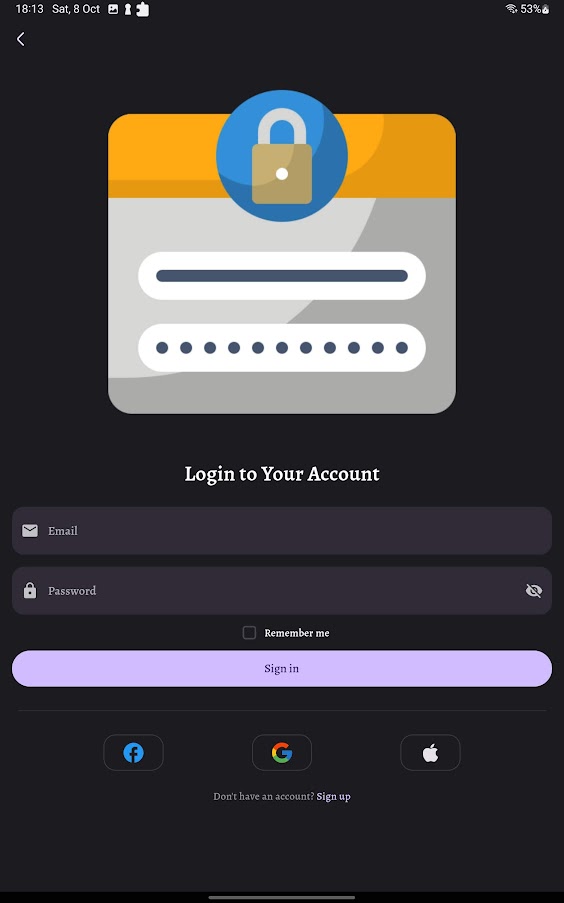 18:13 Sat, 8 Oct 53%
Login to Your Account
Email
Password
Remember me
Sign in
Don't have an account? Sign up